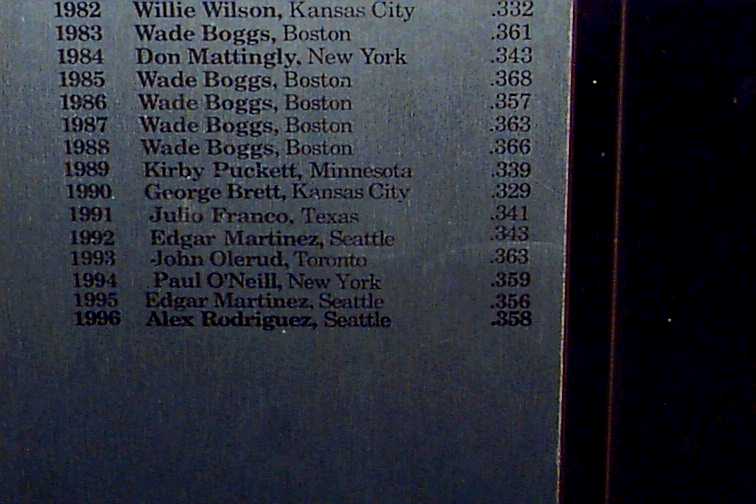 1982 Willie Wilson, Kansas City .332
1983 Wade Boggs, Boston .361
1984 Don Mattingly, New York .343
1985 Wade Boggs, Boston .368
1986 Wade Boggs, Boston .357
1987 Wade Boggs, Boston .363
1988 Wade Boggs, Boston .366
1989 Kirby Puckett, Minnesota .339
1990 George Brett, Kansas City .329
1991 Julio Franco, Texas .341
1992 Edgar Martinez, Seattle .343
1993 John Olerud, Toronto .363
1994 Paul O'Neill, New York .359
1995 Edgar Martinez, Seattle .356
1996 Alex Rodriguez, Seattle .358